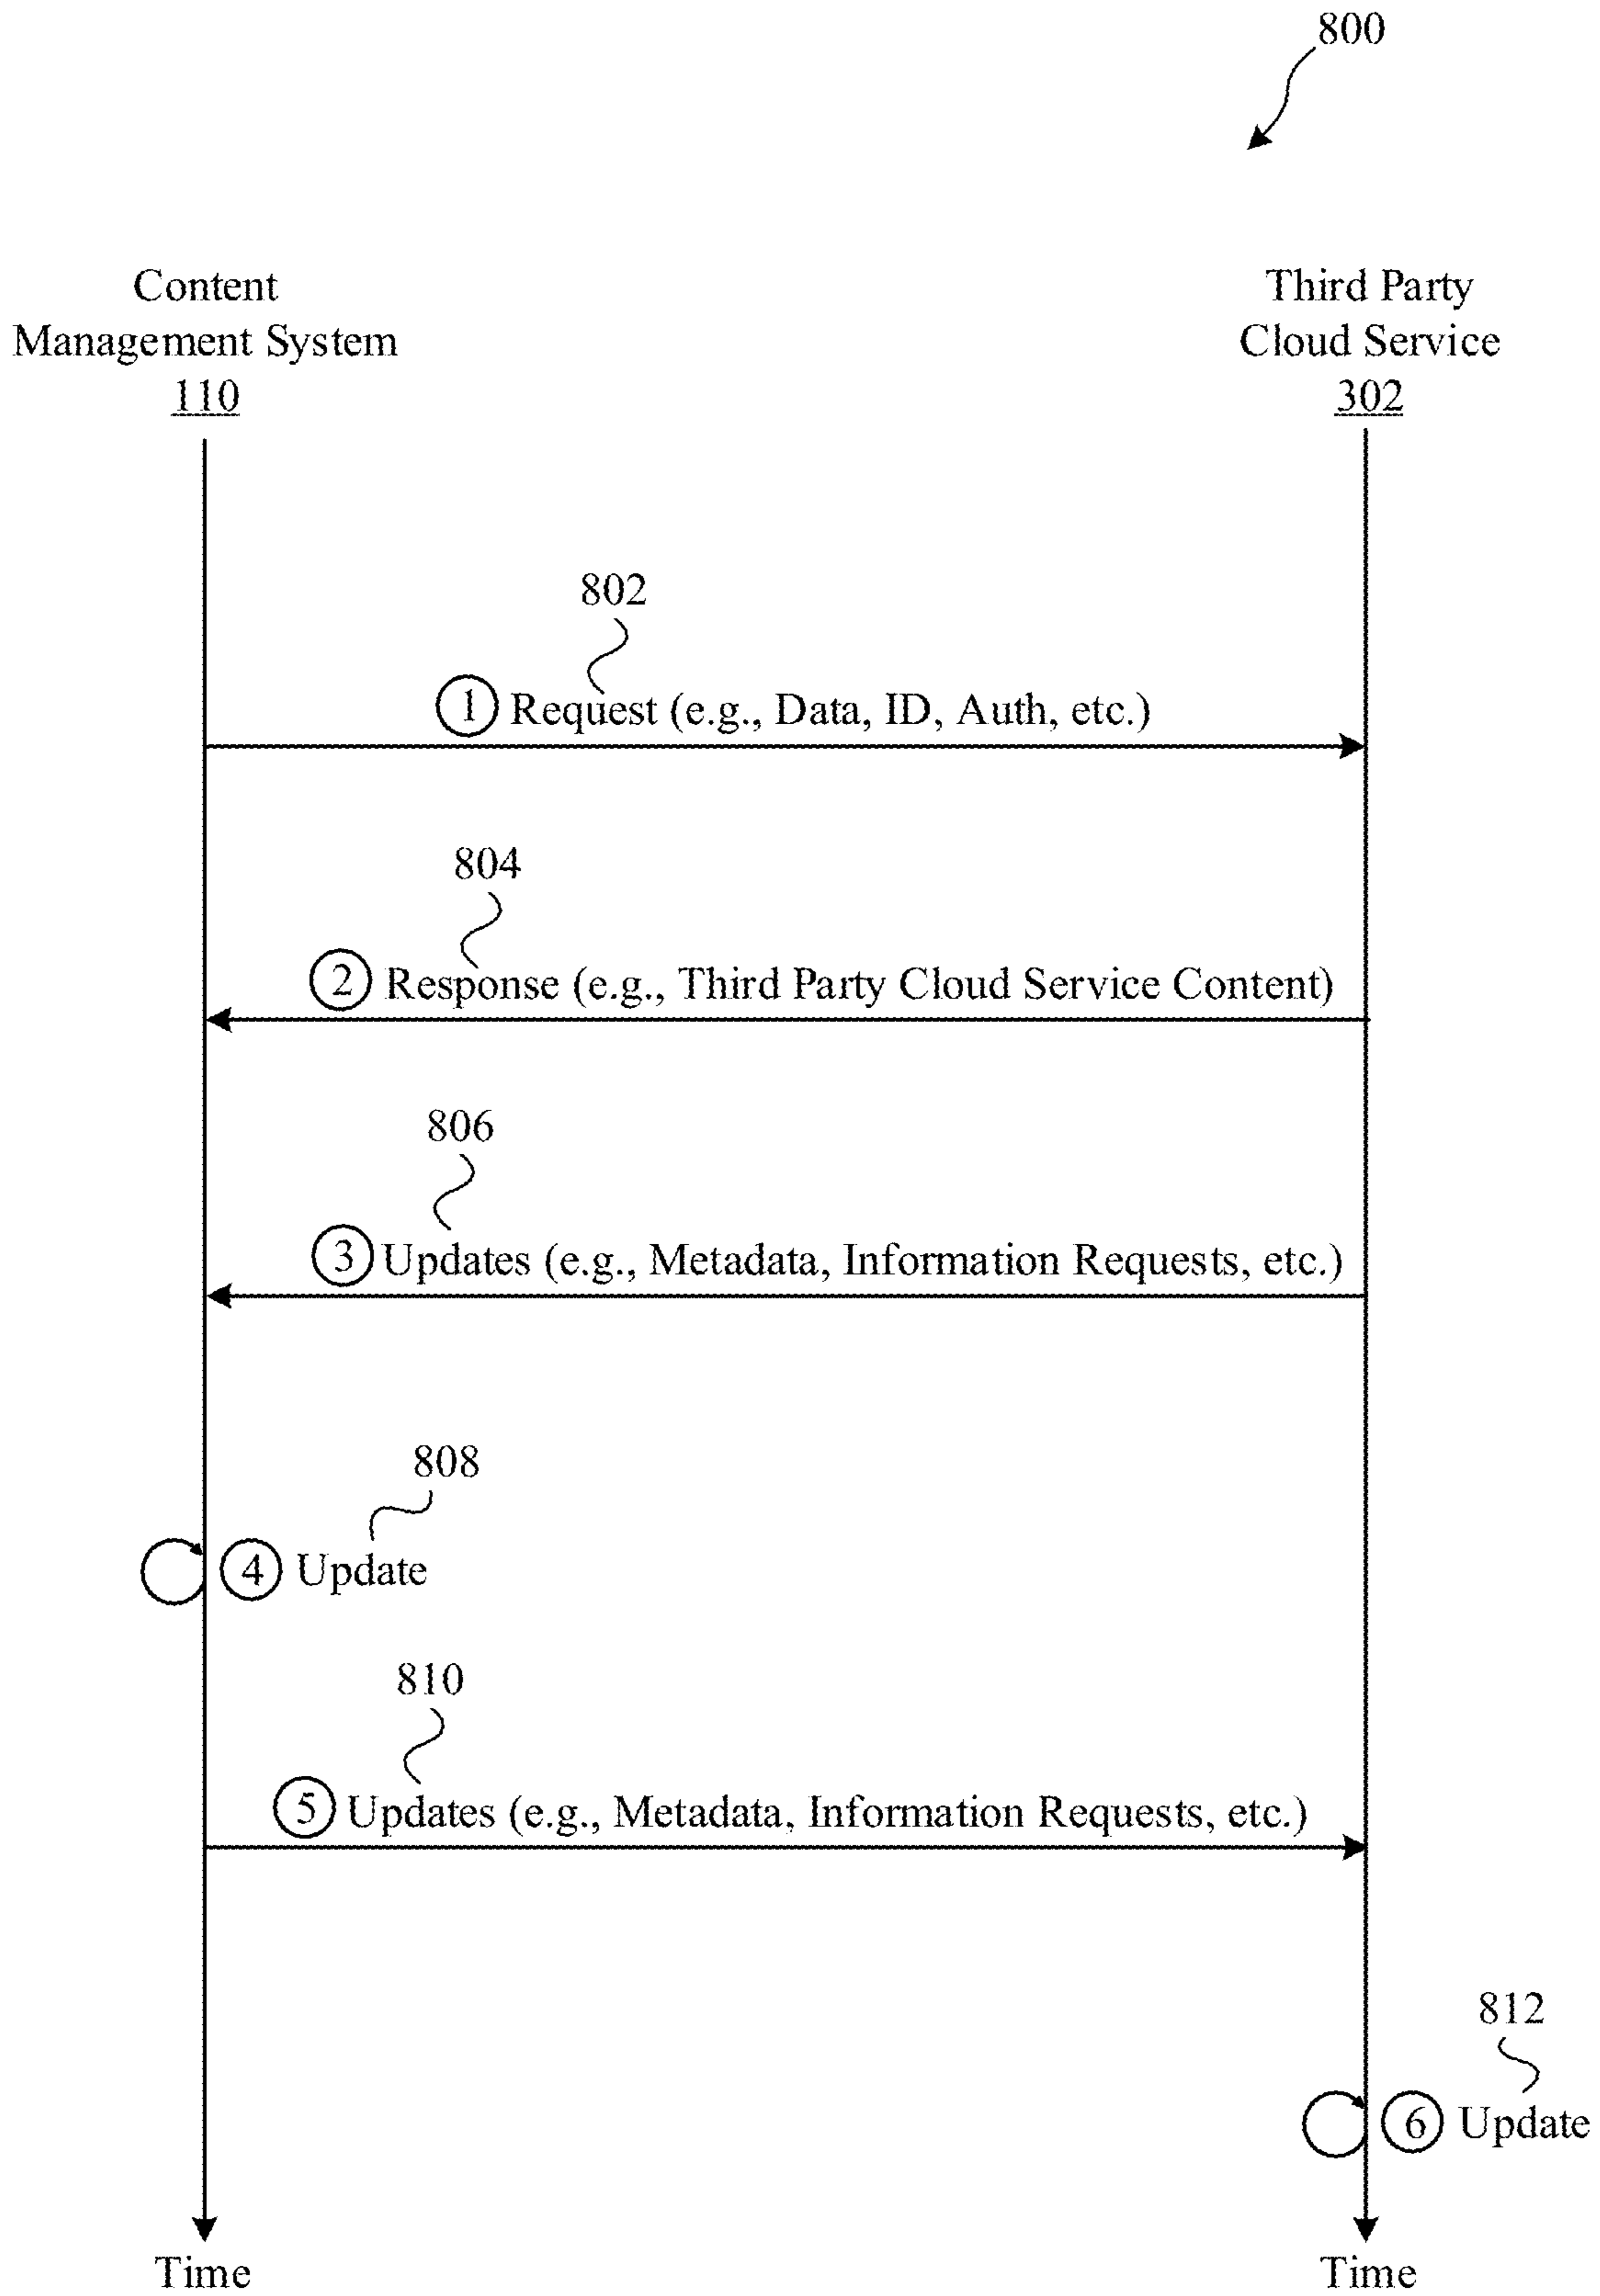 800
Content
Management System
110
Third Party
Cloud Service
302
802
1 Request (e.g., Data, ID, Auth, etc.)
804
2 Response (e.g., Third Party Cloud Service Content)
806
3 Updates (e.g., Metadata, Information Requests, etc.)
808
4 Update
810
5 Updates (e.g., Metadata, Information Requests, etc.)
812
6 Update
Time
Time